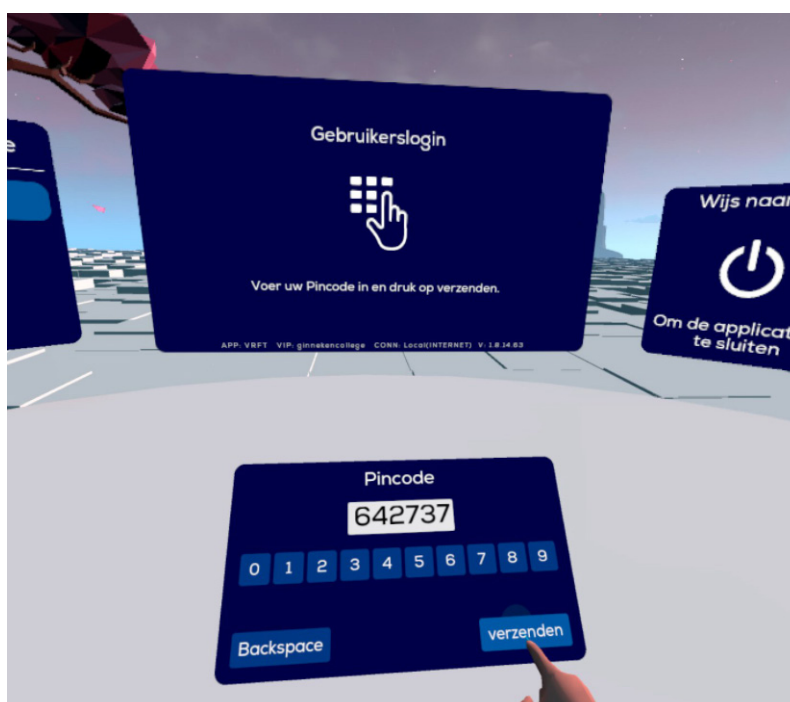 Gebruikerslogin
Voer uw Pincode in en druk op verzenden.
APP: VRFT VIP: ginnekencollege CONN: Local(INTERNET) V: 1.8.14.63
Wijs naar
Om de applicat
te sluiten
Pincode
642737
0 1 2 3 4 5 6 7 8 9
Backspace
verzenden